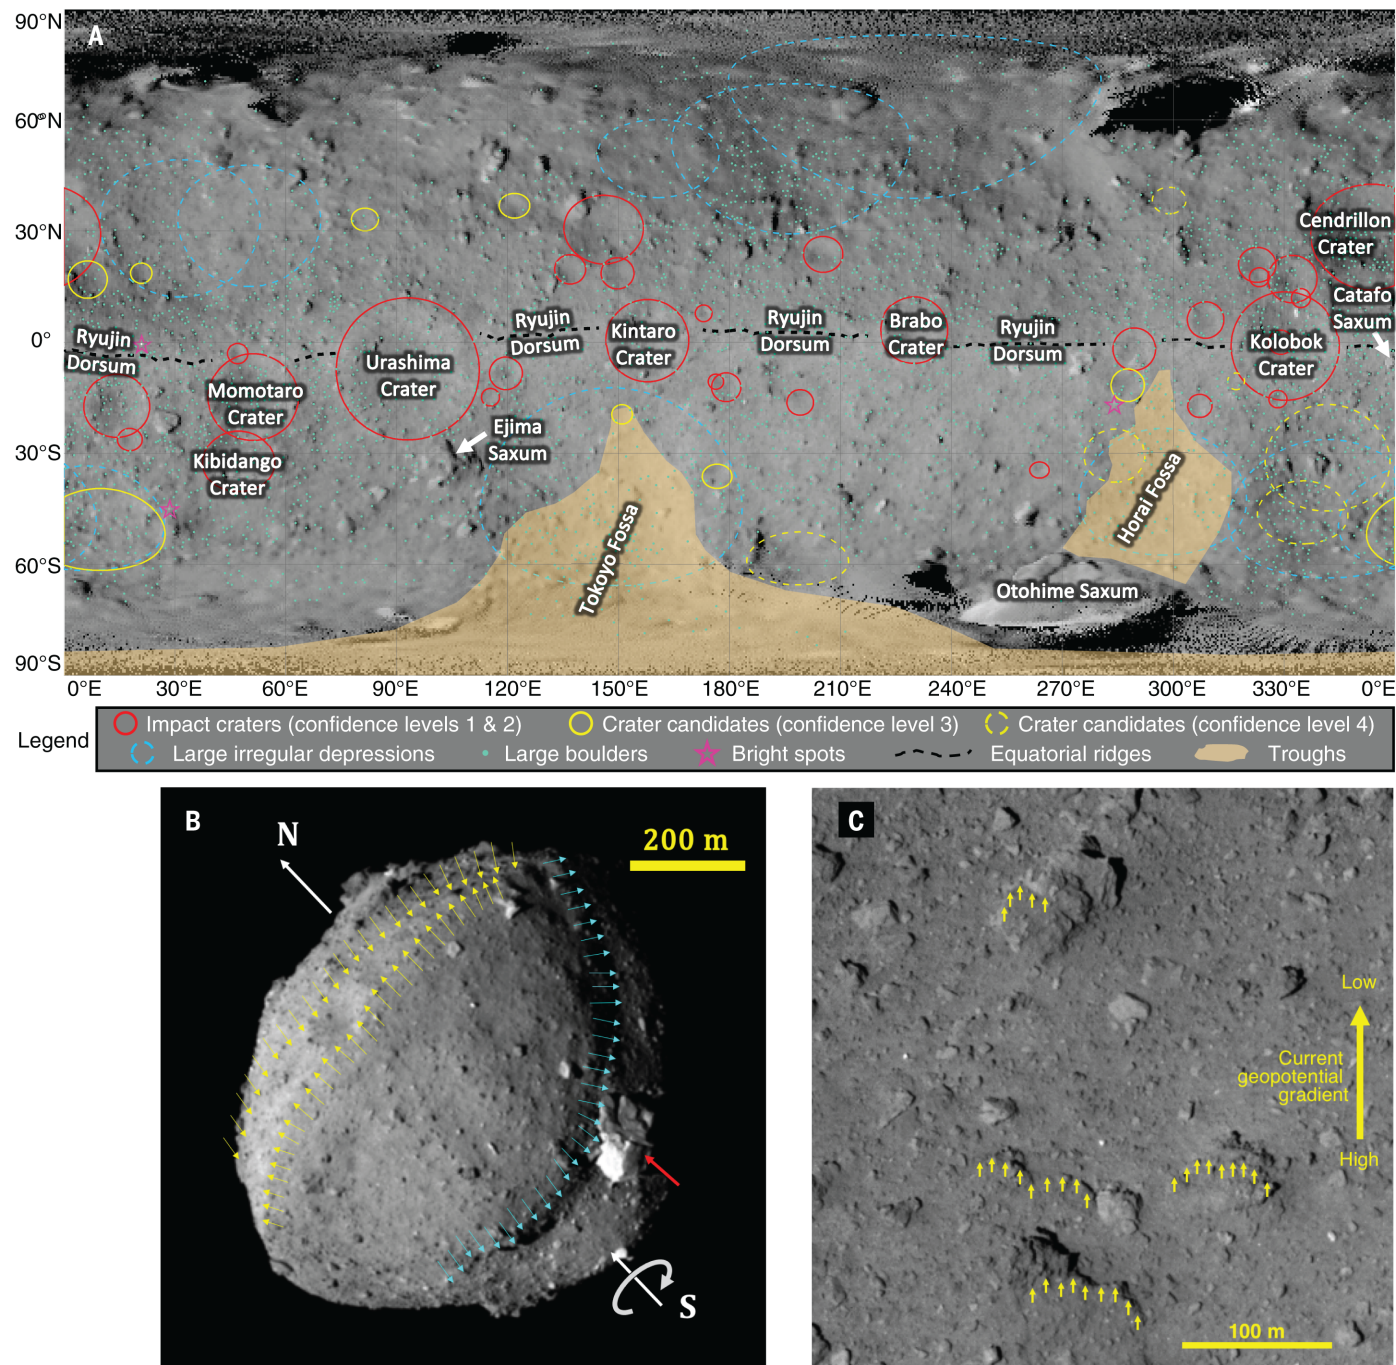 A
90°N
60°N
30°N
0°
30°S
60°S
90°S
Cendrillon
Crater
Catafo
Saxum
Ryujin
Dorsum
Urashima
Crater
Ryujin
Dorsum
Kintaro
Crater
Ryujin
Dorsum
Brabo
Crater
Ryujin
Dorsum
Kolobok
Crater
Momotaro
Crater
Kibidango
Crater
Ejima
Saxum
Tokoyo Fossa
Horai Fossa
Otohime Saxum
0°E 30°E 60°E 90°E 120°E 150°E 180°E 210°E 240°E 270°E 300°E 330°E 0°E
Legend
Impact craters (confidence levels 1 & 2) Crater candidates (confidence level 3) Crater candidates (confidence level 4)
Large irregular depressions Large boulders Bright spots Equatorial ridges Troughs
B
N
200 m
S
C
Low
Current
geopotential
gradient
High
100 m